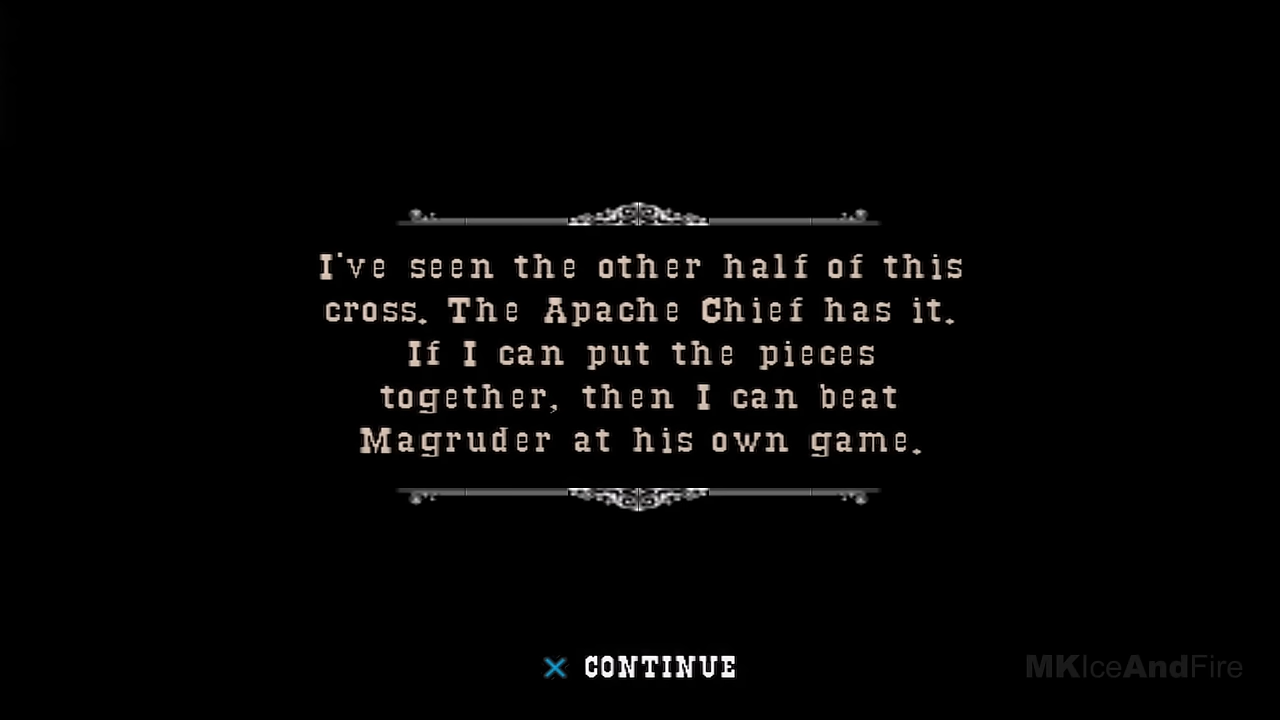 I've seen the other half of this
cross. The Apache Chief has it.
If I can put the pieces
together, then I can beat
Magruder at his own game.
CONTINUE
MKIceAndFire